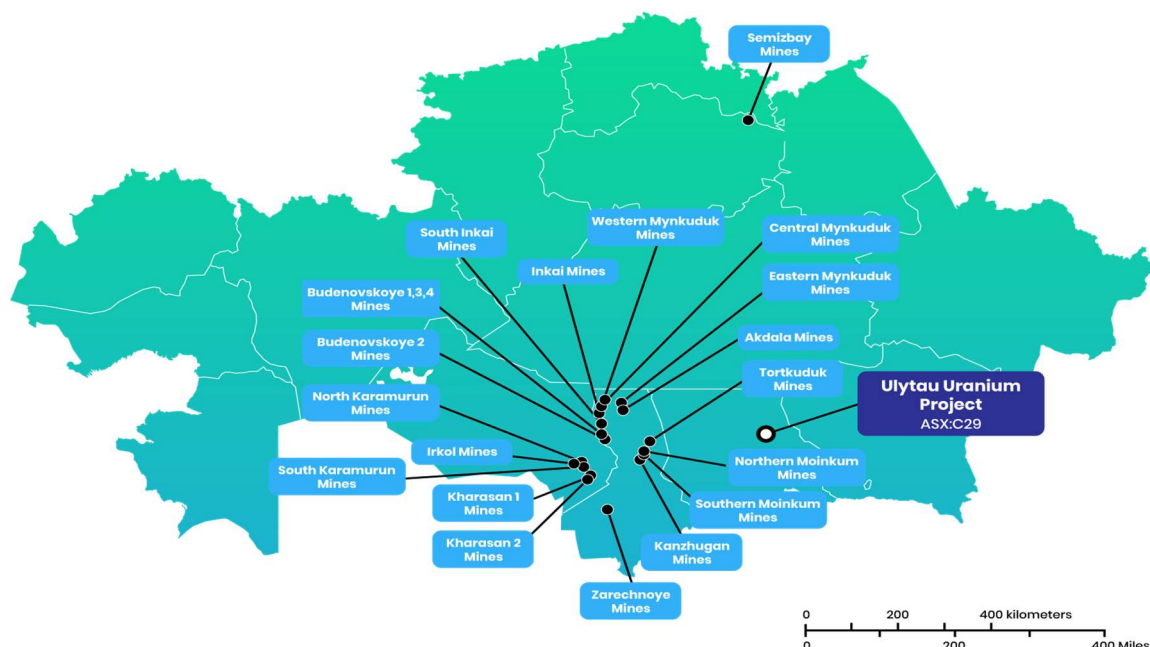 Semizbay
Mines
Western Mynkuduk
Mines
Central Mynkuduk
Mines
South Inkai
Mines
Inkai Mines
Eastern Mynkuduk
Mines
Budenovskoye 1,3,4
Mines
Akdala Mines
Budenovskoye 2
Mines
Tortkuduk
Mines
Ulytau Uranium
Project
ASX:C29
North Karamurun
Mines
Irkol Mines
Northern Moinkum
Mines
South Karamurun
Mines
Kharasan 1
Mines
Southern Moinkum
Mines
Kharasan 2
Mines
Kanzhugan
Mines
Zarechnoye
Mines
0 200 400 kilometers
0 200 400 Miles